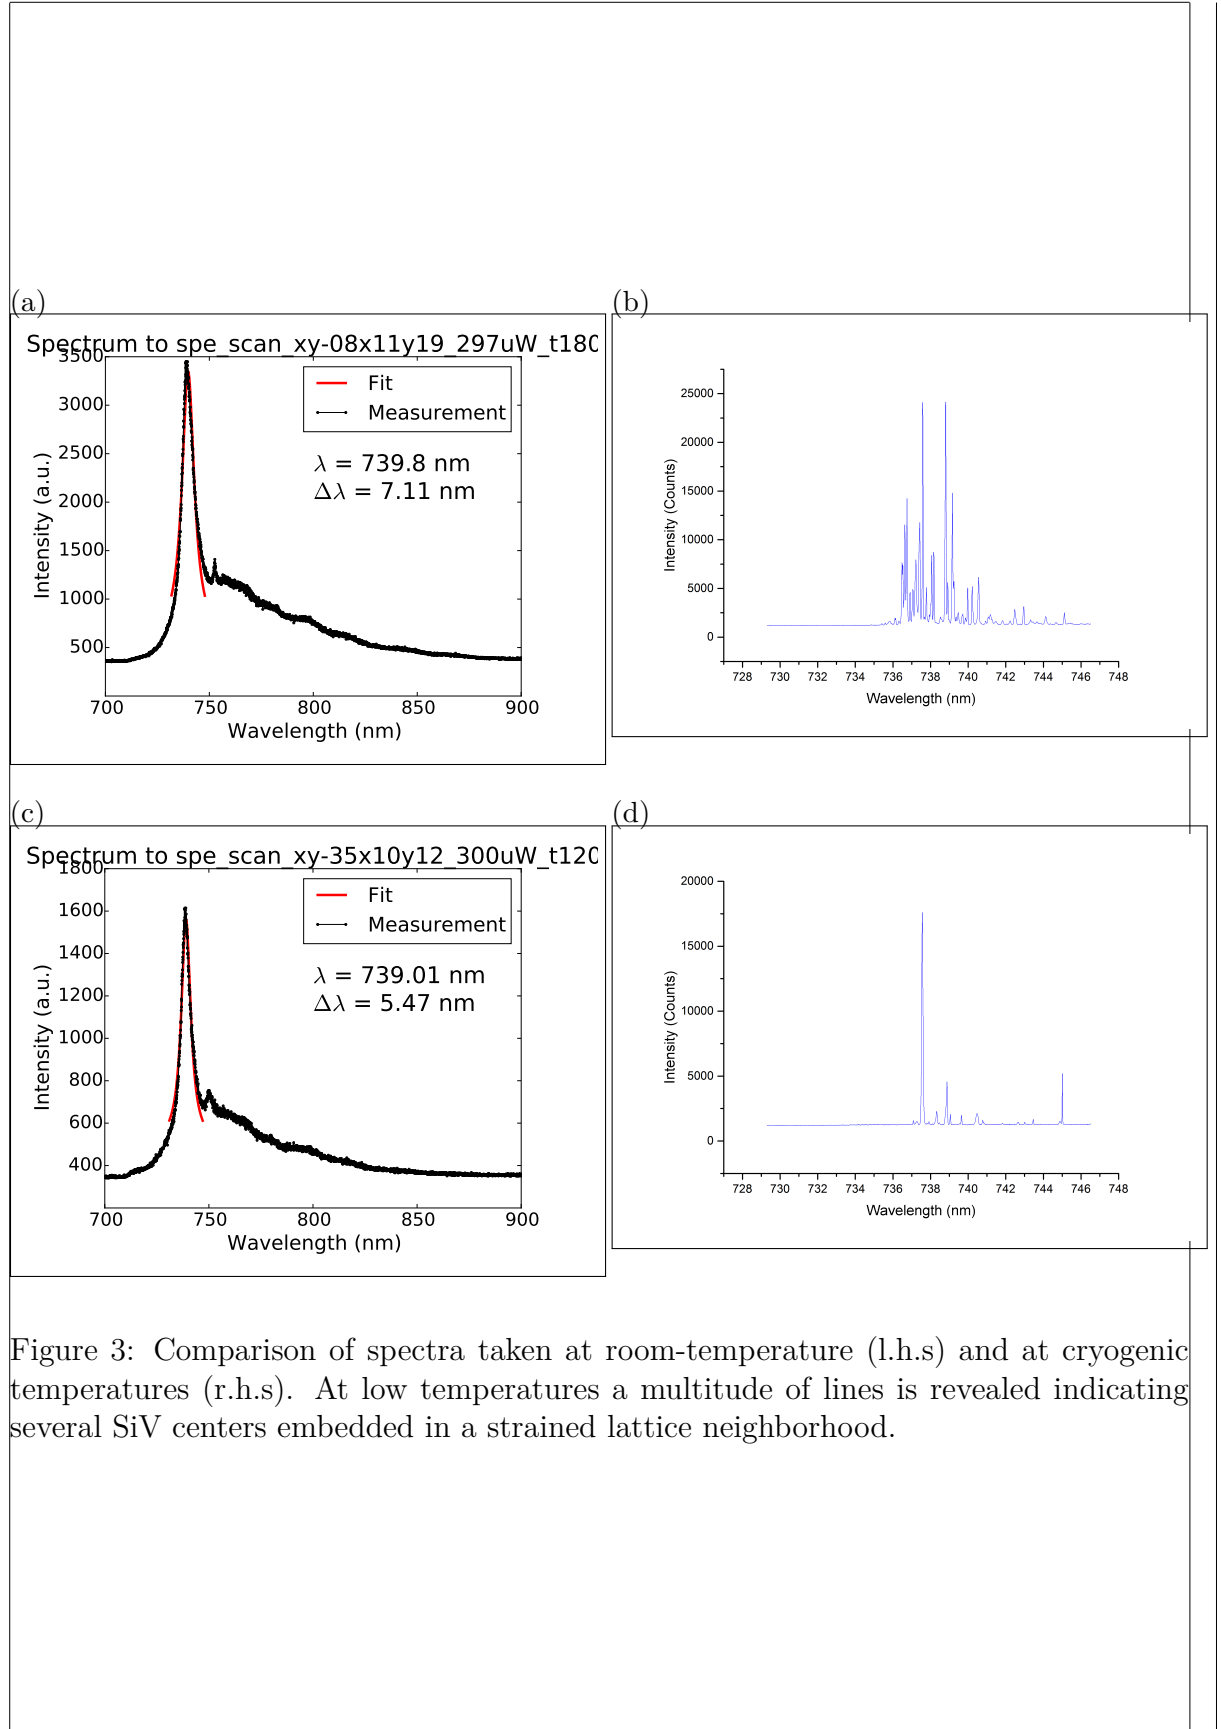 (a)
Spectrum to spe_scan_xy-08x11y19_297uW_t180
3500
3000
2500
2000
1500
1000
500
Intensity (a.u.)
Fit
Measurement
λ = 739.8 nm
Δλ = 7.11 nm
700 750 800 850 900
Wavelength (nm)
(b)
25000
20000
15000
10000
5000
0
Intensity (Counts)
728 730 732 734 736 738 740 742 744 746 748
Wavelength (nm)
(c)
Spectrum to spe_scan_xy-35x10y12_300uW_t120
1800
1600
1400
1200
1000
800
600
400
Intensity (a.u.)
Fit
Measurement
λ = 739.01 nm
Δλ = 5.47 nm
700 750 800 850 900
Wavelength (nm)
(d)
20000
15000
10000
5000
0
Intensity (Counts)
728 730 732 734 736 738 740 742 744 746 748
Wavelength (nm)
Figure 3: Comparison of spectra taken at room-temperature (l.h.s) and at cryogenic
temperatures (r.h.s). At low temperatures a multitude of lines is revealed indicating
several SiV centers embedded in a strained lattice neighborhood.